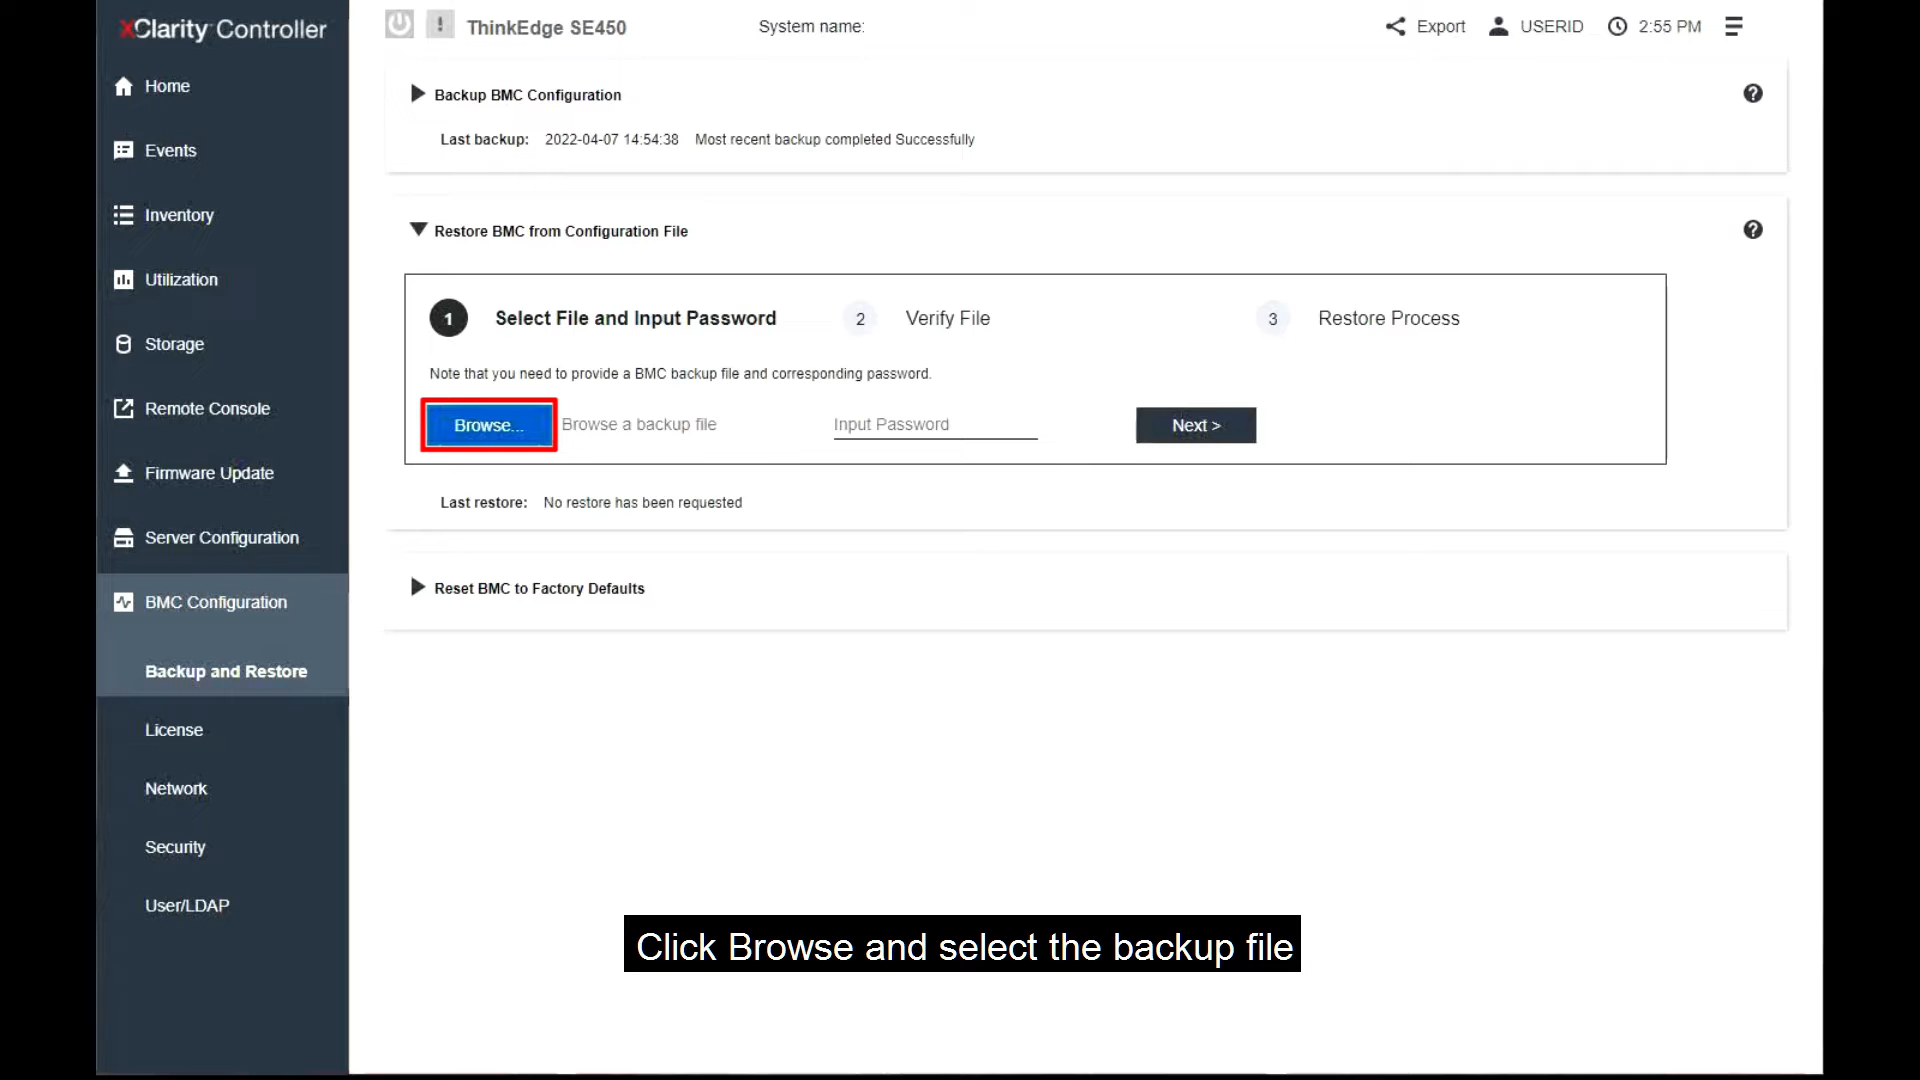 xClarity Controller
ThinkEdge SE450
System name:
Export
USERID
2:55 PM
Home
Events
Inventory
Utilization
Storage
Remote Console
Firmware Update
Server Configuration
BMC Configuration
Backup and Restore
License
Network
Security
User/LDAP
Backup BMC Configuration
Last backup: 2022-04-07 14:54:38 Most recent backup completed Successfully
Restore BMC from Configuration File
1 Select File and Input Password
2 Verify File
3 Restore Process
Note that you need to provide a BMC backup file and corresponding password.
Browse... Browse a backup file Input Password Next >
Last restore: No restore has been requested
Reset BMC to Factory Defaults
Click Browse and select the backup file